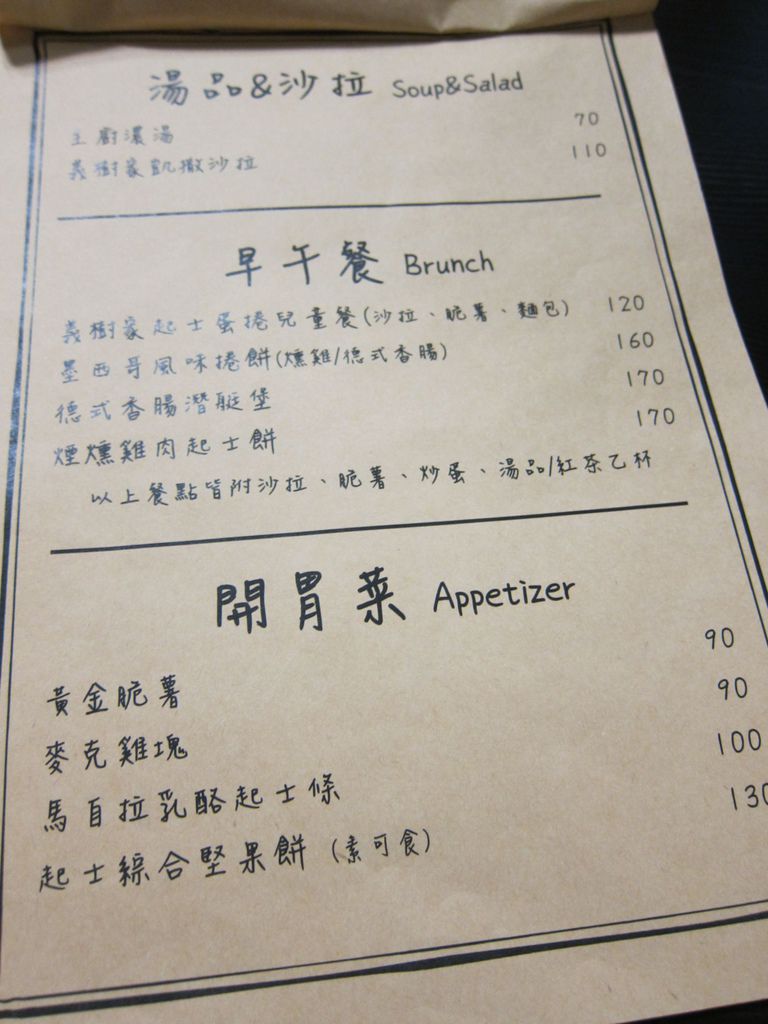 湯品&沙拉 Soup&Salad
主廚濃湯 70
義樹家凱撒沙拉 110
早午餐 Brunch
義樹家起士蛋捲兒童餐(沙拉、脆薯、麵包) 120
墨西哥風味捲餅(燻雞/德式香腸) 160
德式香腸潛艇堡 170
煙燻雞肉起士餅 170
以上餐點皆附沙拉、脆薯、炒蛋、湯品/紅茶乙杯
開胃菜 Appetizer
黃金脆薯 90
麥克雞塊 90
馬自拉乳酪起士條 100
起士綜合堅果餅 (素可食) 130